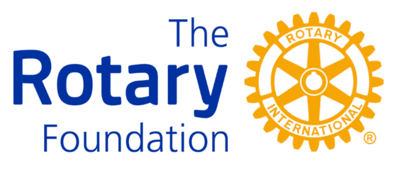 The
Rotary
Foundation
ROTARY
INTERNATIONAL
®